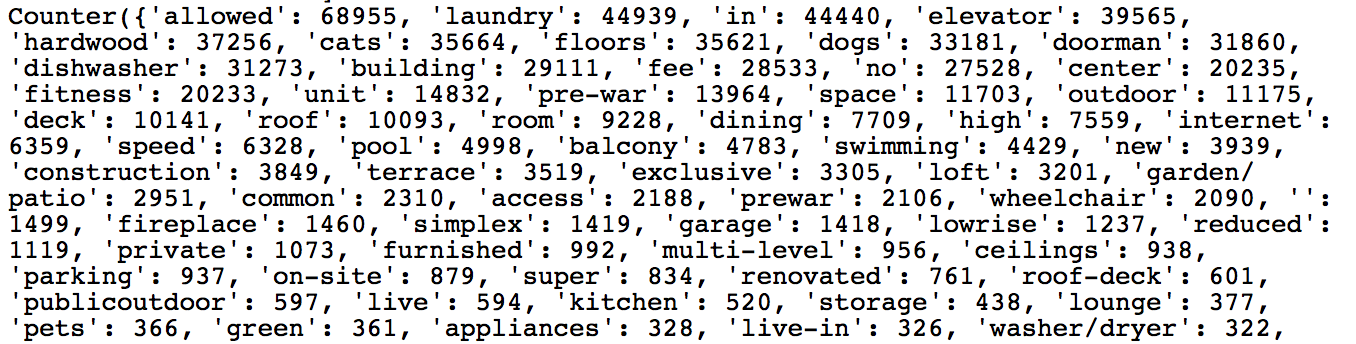 Counter({'allowed': 68955, 'laundry': 44939, 'in': 44440, 'elevator': 39565,
'hardwood': 37256, 'cats': 35664, 'floors': 35621, 'dogs': 33181, 'doorman': 31860,
'dishwasher': 31273, 'building': 29111, 'fee': 28533, 'no': 27528, 'center': 20235,
'fitness': 20233, 'unit': 14832, 'pre-war': 13964, 'space': 11703, 'outdoor': 11175,
'deck': 10141, 'roof': 10093, 'room': 9228, 'dining': 7709, 'high': 7559, 'internet':
6359, 'speed': 6328, 'pool': 4998, 'balcony': 4783, 'swimming': 4429, 'new': 3939,
'construction': 3849, 'terrace': 3519, 'exclusive': 3305, 'loft': 3201, 'garden/
patio': 2951, 'common': 2310, 'access': 2188, 'prewar': 2106, 'wheelchair': 2090, '':
1499, 'fireplace': 1460, 'simplex': 1419, 'garage': 1418, 'lowrise': 1237, 'reduced':
1119, 'private': 1073, 'furnished': 992, 'multi-level': 956, 'ceilings': 938,
'parking': 937, 'on-site': 879, 'super': 834, 'renovated': 761, 'roof-deck': 601,
'publicoutdoor': 597, 'live': 594, 'kitchen': 520, 'storage': 438, 'lounge': 377,
'pets': 366, 'green': 361, 'appliances': 328, 'live-in': 326, 'washer/dryer': 322,